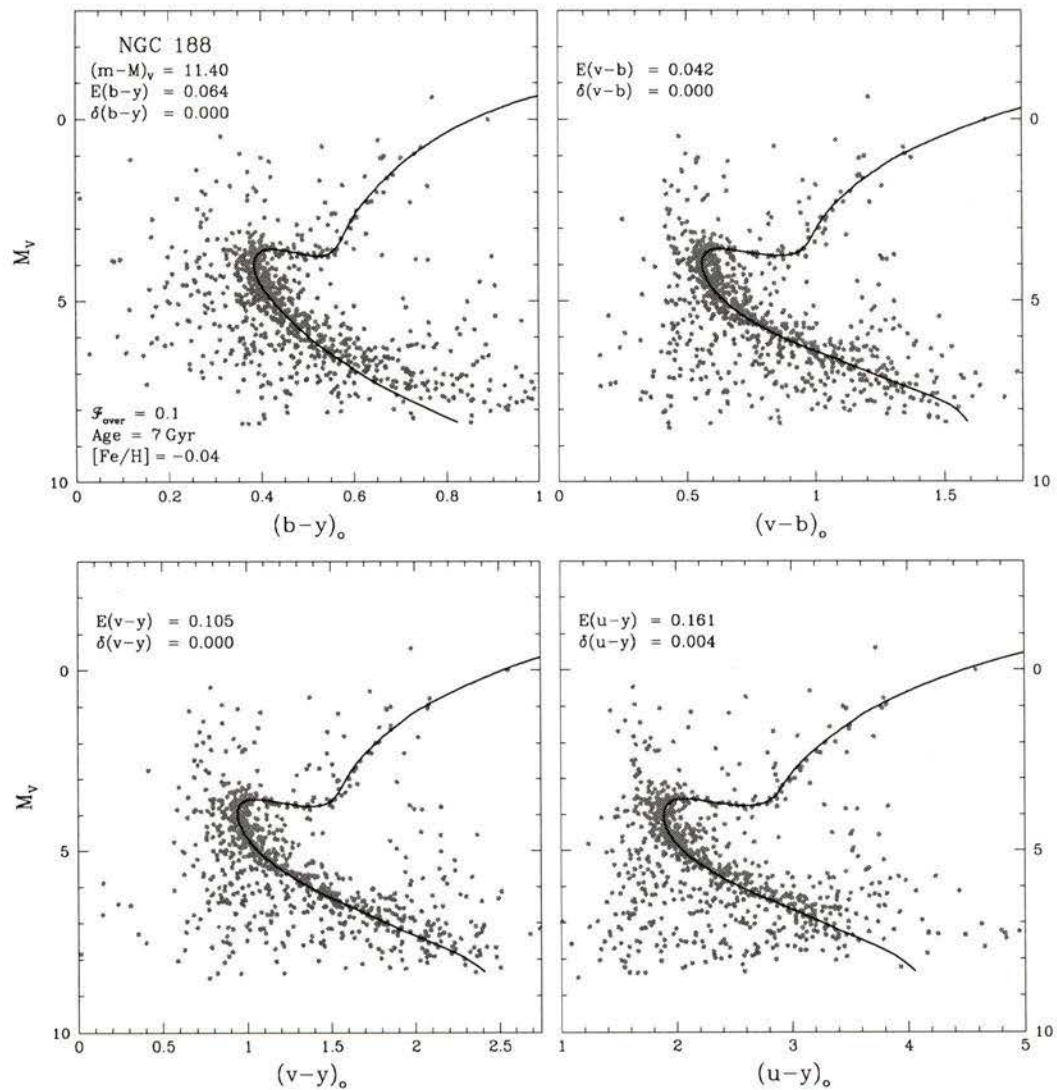 NGC 188
(m−M)ᵥ = 11.40
E(b−y) = 0.064
δ(b−y) = 0.000
0
5
10
M_V
ℱ_over = 0.1
Age = 7 Gyr
[Fe/H] = −0.04
0 0.2 0.4 0.6 0.8 1
(b−y)ₒ
E(v−b) = 0.042
δ(v−b) = 0.000
0
5
10
0 0.5 1 1.5
(v−b)ₒ
E(v−y) = 0.105
δ(v−y) = 0.000
0
5
10
M_V
0 0.5 1 1.5 2 2.5
(v−y)ₒ
E(u−y) = 0.161
δ(u−y) = 0.004
0
5
10
1 2 3 4 5
(u−y)ₒ